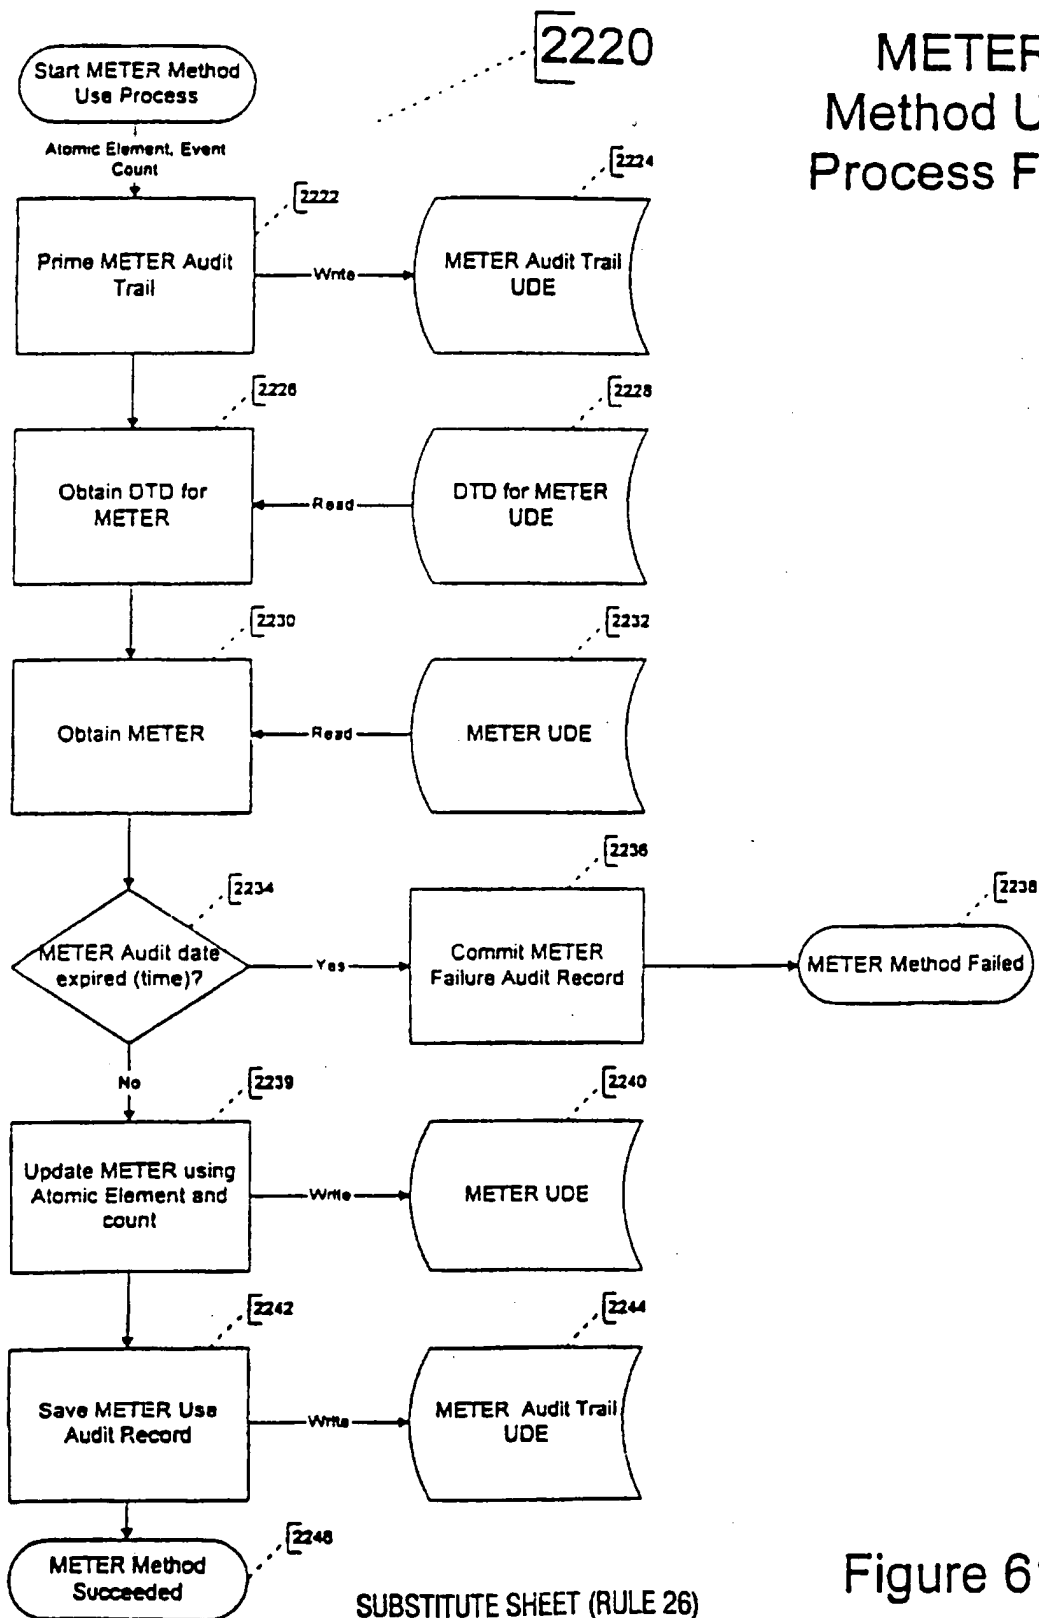 2220
METER
Method U
Process F
Start METER Method
Use Process
Atomic Element, Event
Count
2222
2224
Prime METER Audit
Trail
Write
METER Audit Trail
UDE
2226
2228
Obtain DTD for
METER
Read
DTD for METER
UDE
2230
2232
Obtain METER
Read
METER UDE
2234
2236
2238
METER Audit date
expired (time)?
Yes
Commit METER
Failure Audit Record
METER Method Failed
No
2239
2240
Update METER using
Atomic Element and
count
Write
METER UDE
2242
2244
Save METER Use
Audit Record
Write
METER Audit Trail
UDE
2246
METER Method
Succeeded
SUBSTITUTE SHEET (RULE 26)
Figure 61